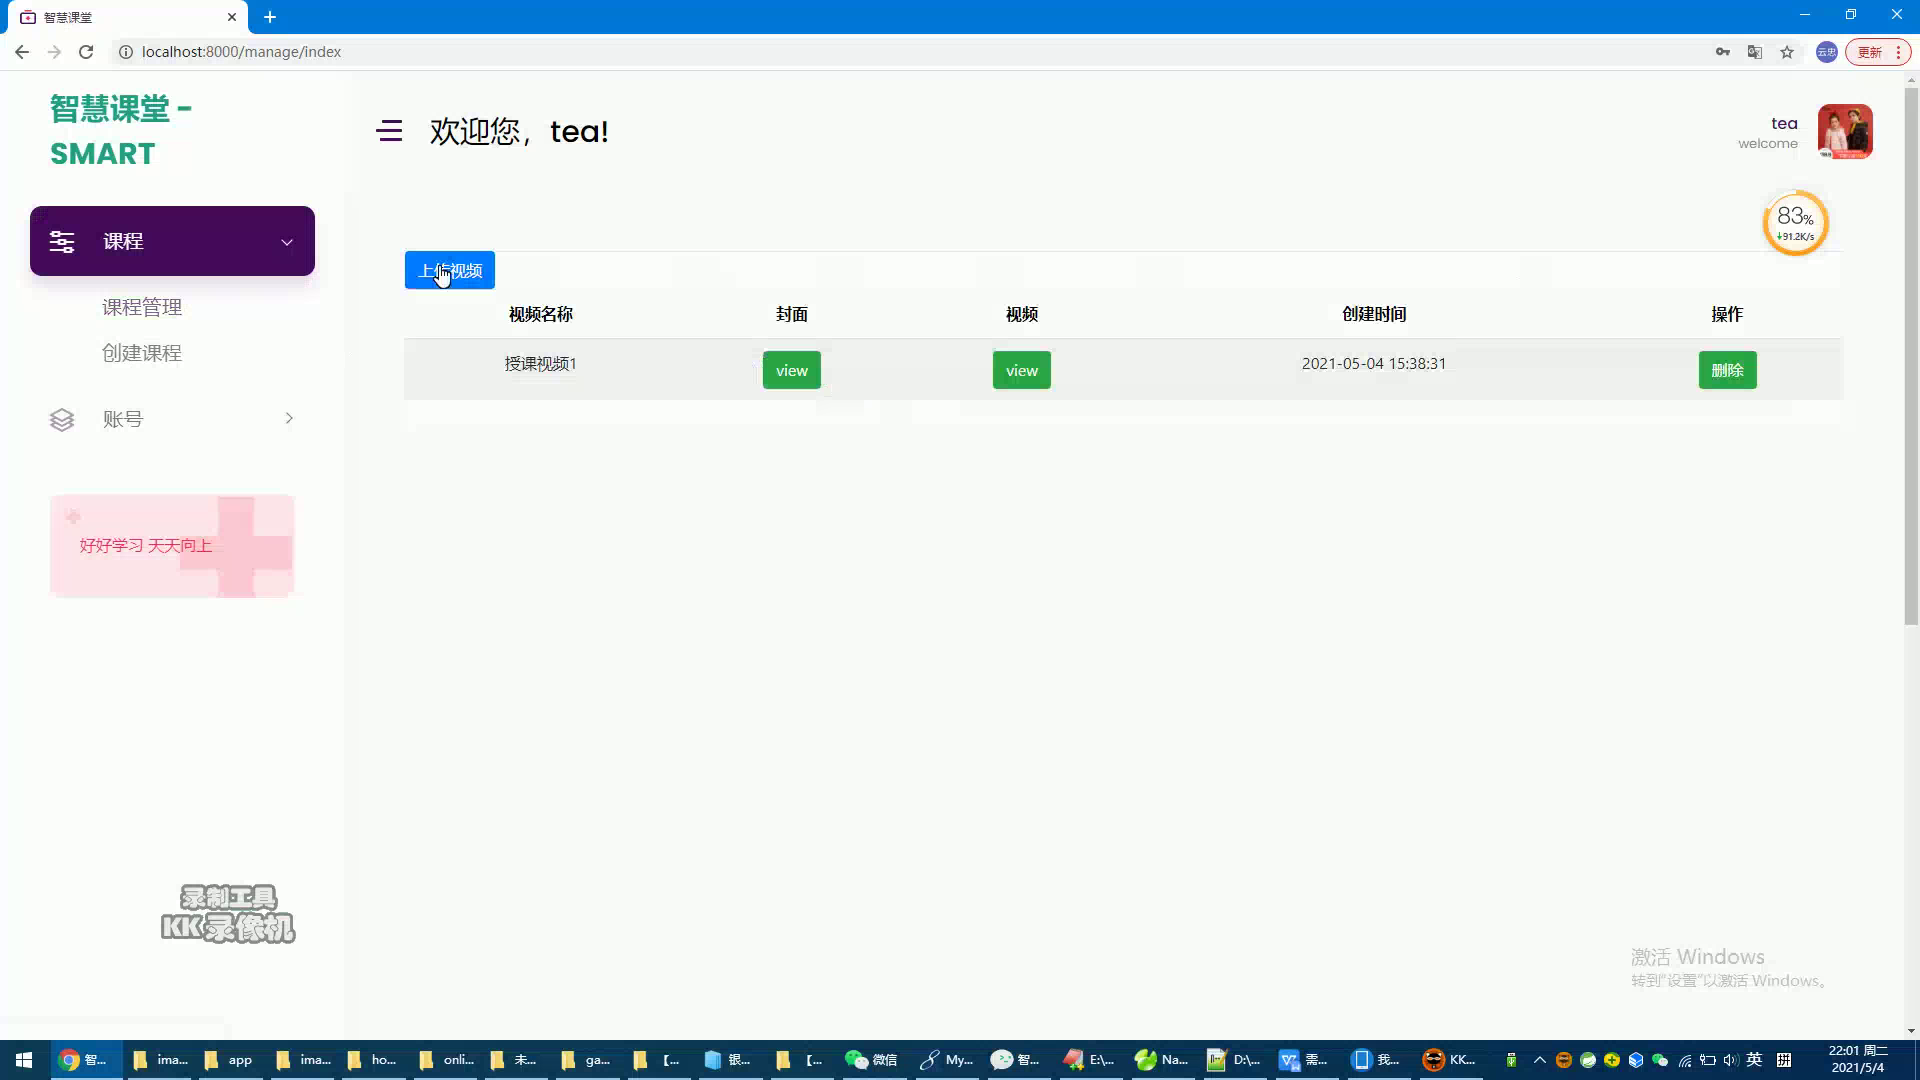 智慧课堂
localhost:8000/manage/index
云忠
更新
智慧课堂 -
SMART
欢迎您，tea!
tea
welcome
83%
91.2K/s
课程
课程管理
创建课程
账号
好好学习 天天向上
上传视频
视频名称 封面 视频 创建时间 操作
授课视频1 view view 2021-05-04 15:38:31 删除
录制工具
KK录像机
激活 Windows
转到"设置"以激活 Windows。
智... ima... app ima... ho... onli... 未... ga... [... 银... [... 微信 My... 智... E:\... Na... D:\... 需... 我... KK... 英 拼
22:01 周二
2021/5/4